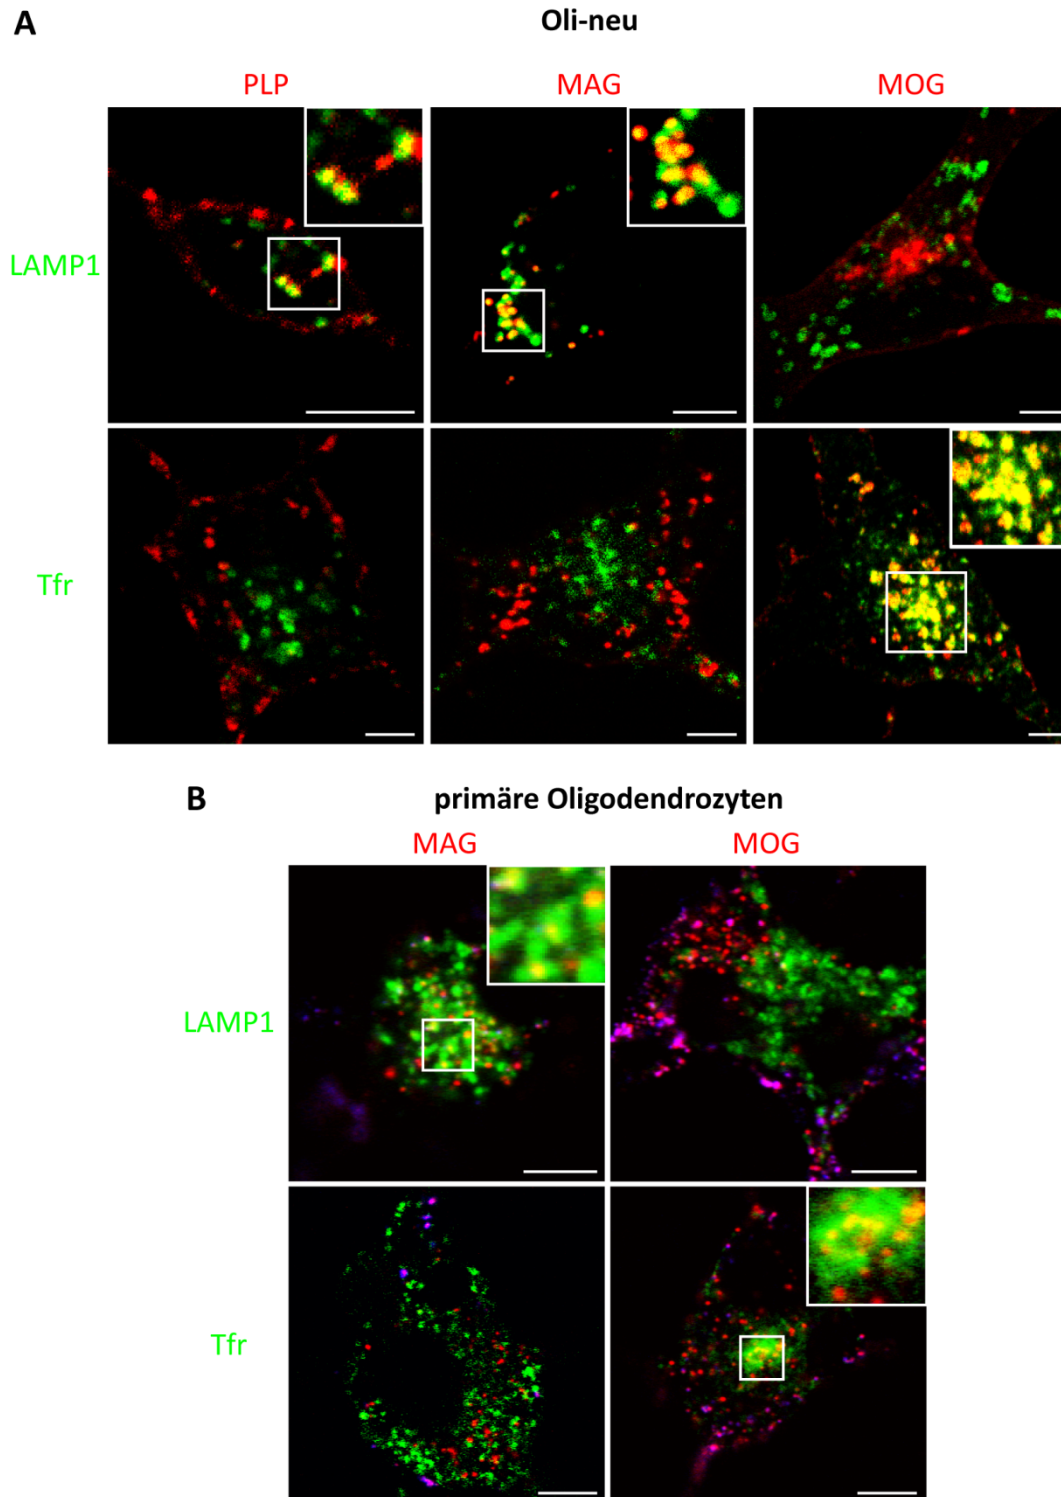 A
Oli-neu
PLP MAG MOG
LAMP1
Tfr
B
primäre Oligodendrozyten
MAG MOG
LAMP1
Tfr